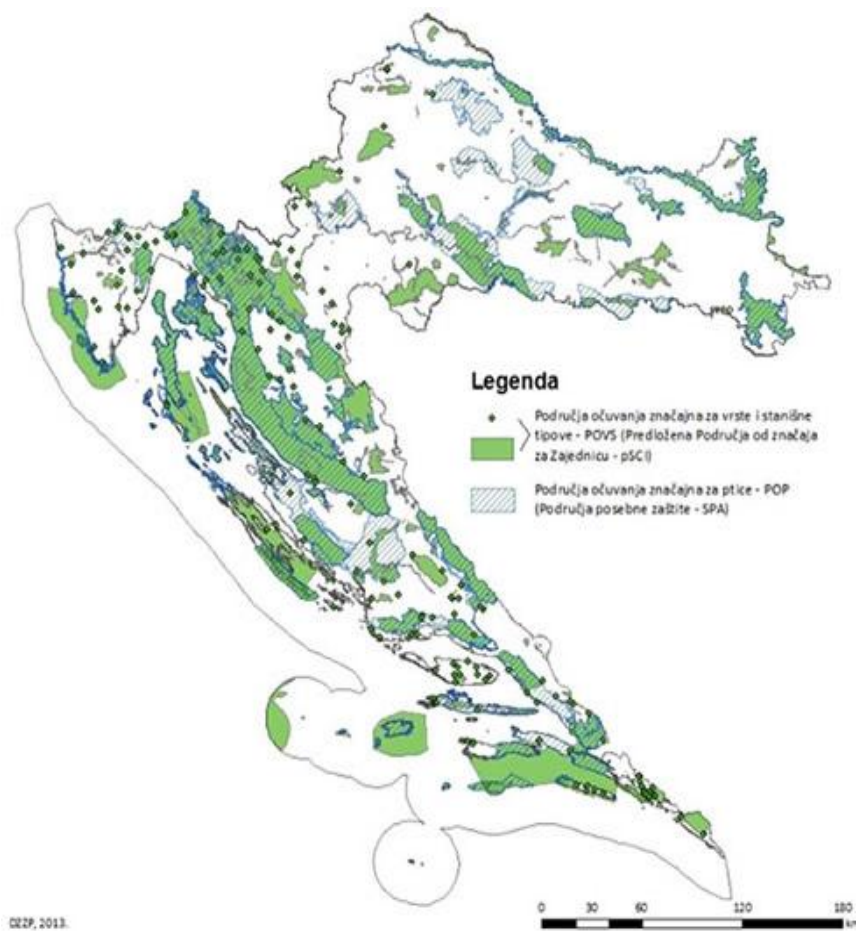 Legenda
Područja očuvanja značajna za vrste i stanišne
tipove - POVS (Predložena Područja od značaja
za Zajednicu - pSCI)
Područja očuvanja značajna za ptice - POP
(Područja posebne zaštite - SPA)
DZZP, 2013.
0 30 60 120 180
km